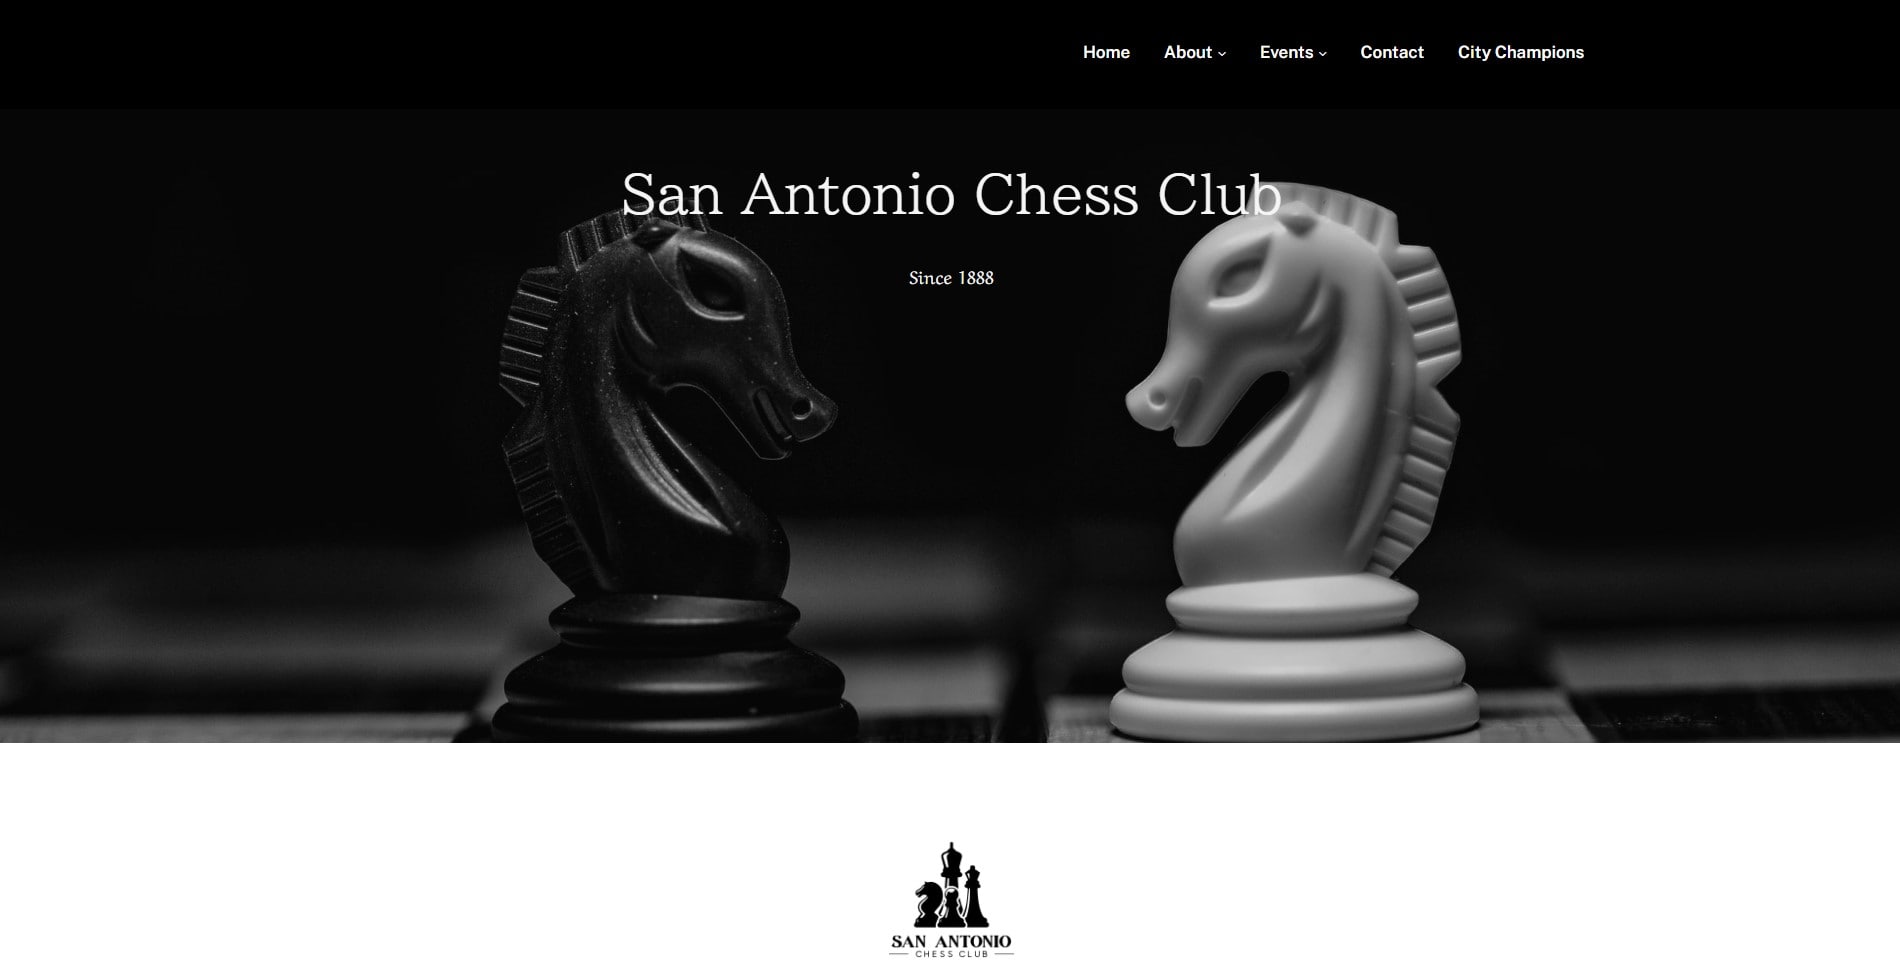 Home About Events Contact City Champions
San Antonio Chess Club
Since 1888
SAN ANTONIO
CHESS CLUB